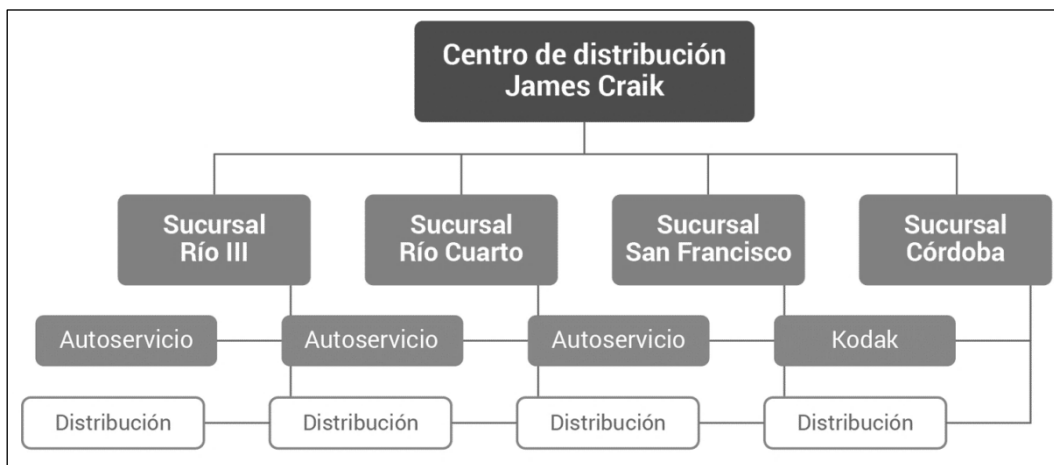 Centro de distribución
James Craik
Sucursal
Río III
Sucursal
Río Cuarto
Sucursal
San Francisco
Sucursal
Córdoba
Autoservicio
Autoservicio
Autoservicio
Kodak
Distribución
Distribución
Distribución
Distribución